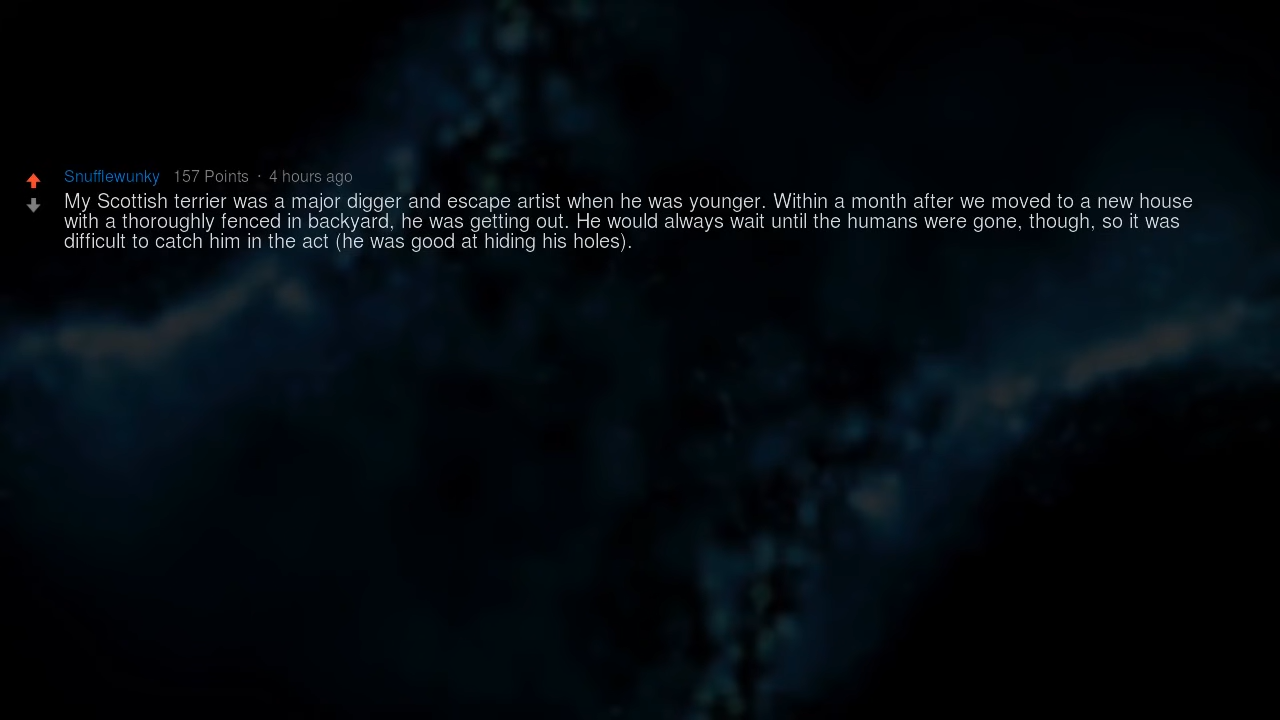 Snufflewunky 157 Points · 4 hours ago
My Scottish terrier was a major digger and escape artist when he was younger. Within a month after we moved to a new house
with a thoroughly fenced in backyard, he was getting out. He would always wait until the humans were gone, though, so it was
difficult to catch him in the act (he was good at hiding his holes).